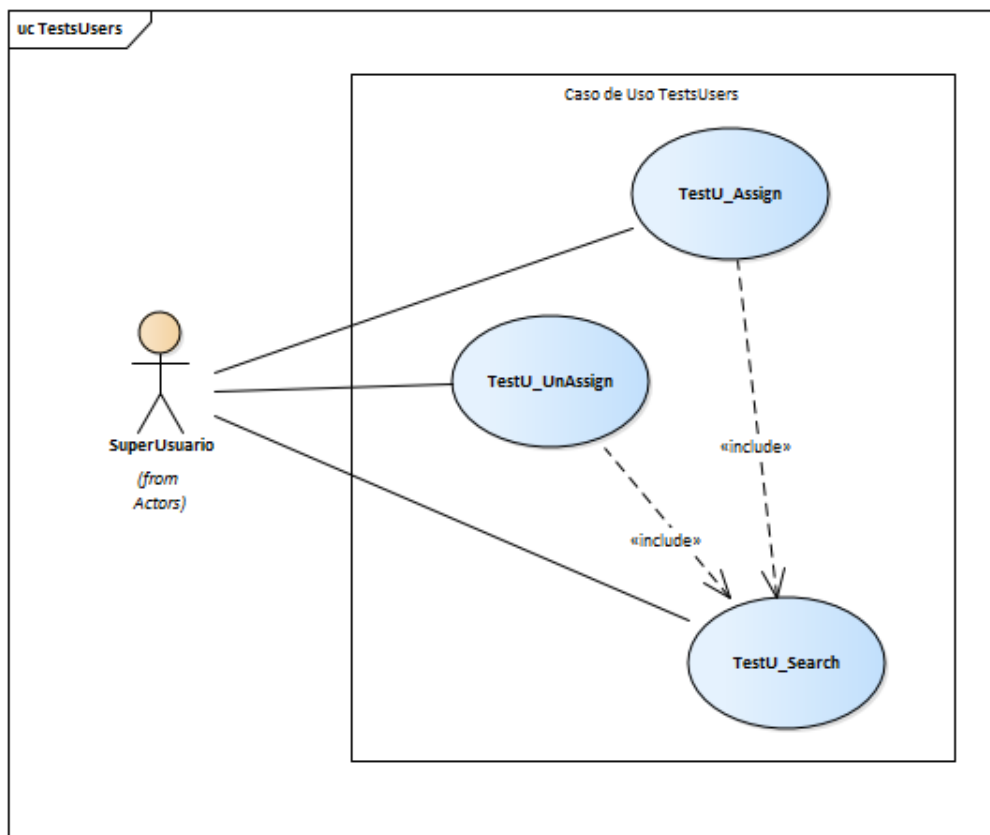 uc TestsUsers
Caso de Uso TestsUsers
TestU_Assign
TestU_UnAssign
SuperUsuario
(from
Actors)
«include»
«include»
TestU_Search